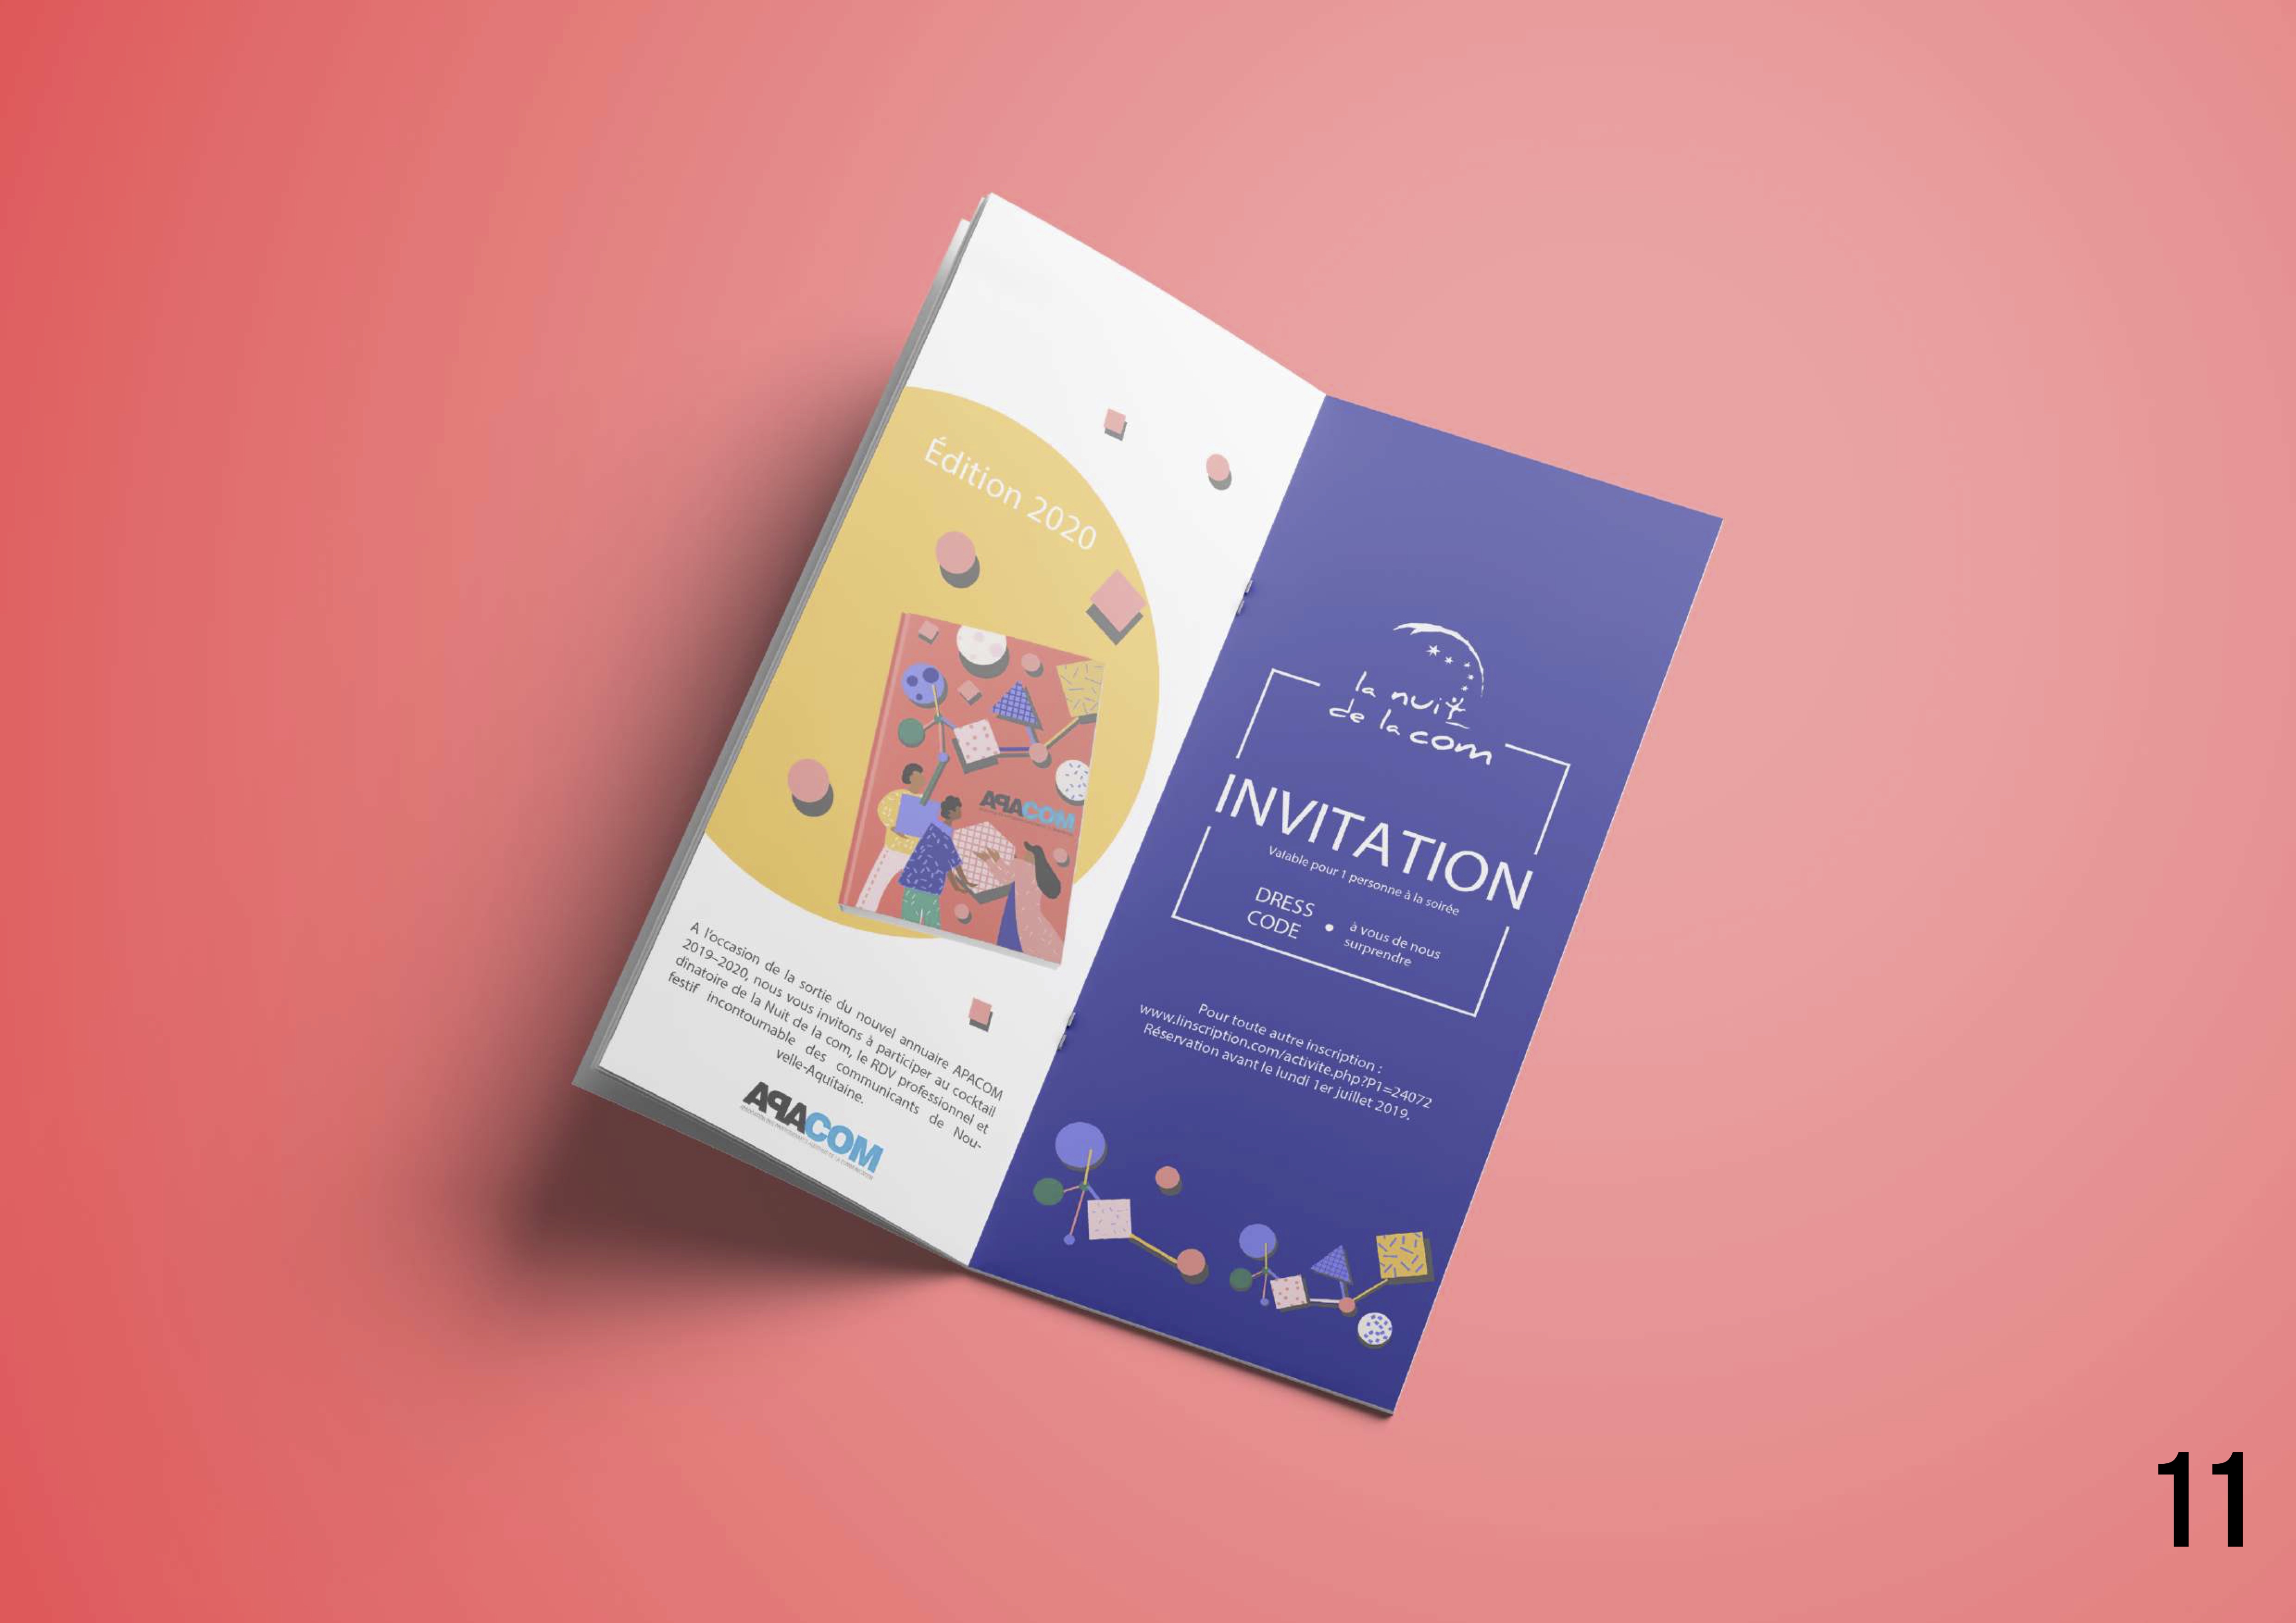 Édition 2020
APACOM
A l'occasion de la sortie du nouvel annuaire APACOM
2019-2020, nous vous invitons à participer au cocktail
dînatoire de la Nuit de la com, le RDV professionnel et
festif incontournable des communicants de Nou-
velle-Aquitaine.
APACOM
la nuit
de la com
INVITATION
Valable pour 1 personne à la soirée
DRESS
CODE
•
à vous de nous
surprendre
Pour toute autre inscription :
www.linscription.com/activite.php?P1=24072
Réservation avant le lundi 1er juillet 2019.
11